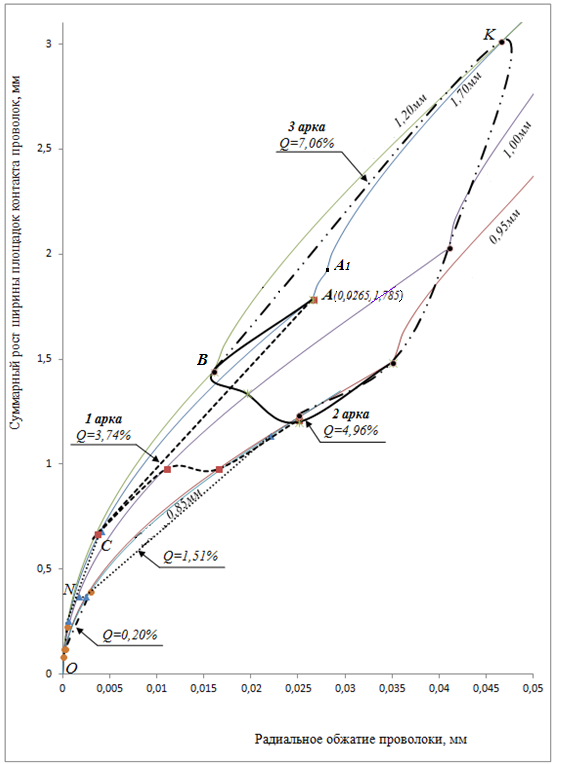 Суммарный рост ширины площадок контакта проволок, мм
3
2,5
2
1,5
1
0,5
0
K
1,20мм
1,70мм
3 арка
Q=7,06%
1,00мм
0,95мм
A1
A(0,0265,1,785)
B
1 арка
Q=3,74%
2 арка
Q=4,96%
C
0,85мм
Q=1,51%
N
Q=0,20%
O
0
0,005
0,01
0,015
0,02
0,025
0,03
0,035
0,04
0,045
0,05
Радиальное обжатие проволоки, мм